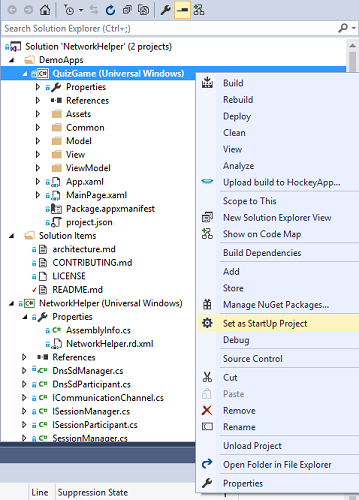 Search Solution Explorer (Ctrl+;)
Solution 'NetworkHelper' (2 projects)
DemoApps
QuizGame (Universal Windows)
Properties
References
Assets
Common
Model
View
ViewModel
App.xaml
MainPage.xaml
Package.appxmanifest
project.json
Solution Items
architecture.md
CONTRIBUTING.md
LICENSE
README.md
NetworkHelper (Universal Windows)
Properties
AssemblyInfo.cs
NetworkHelper.rd.xml
References
DnsSdManager.cs
DnsSdParticipant.cs
ICommunicationChannel.cs
ISessionManager.cs
ISessionParticipant.cs
SessionManager.cs
Line
Suppression State
Build
Rebuild
Deploy
Clean
View
Analyze
Upload build to HockeyApp...
Scope to This
New Solution Explorer View
Show on Code Map
Build Dependencies
Add
Store
Manage NuGet Packages...
Set as StartUp Project
Debug
Source Control
Cut
Paste
Remove
Rename
Unload Project
Open Folder in File Explorer
Properties